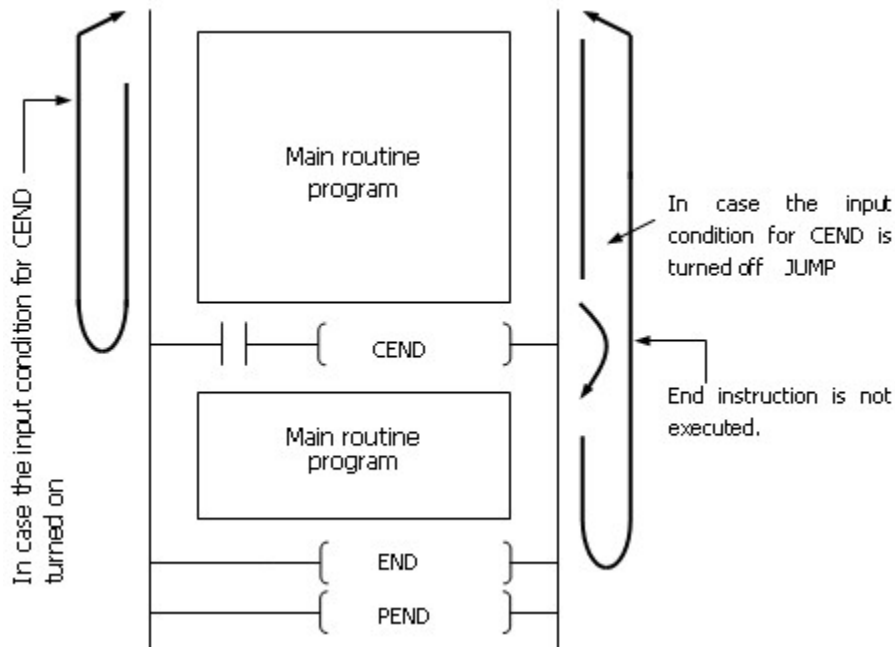 In case the input condition for CEND
turned on
Main routine
program
In case the input
condition for CEND is
turned off JUMP
CEND
End instruction is not
executed.
Main routine
program
END
PEND